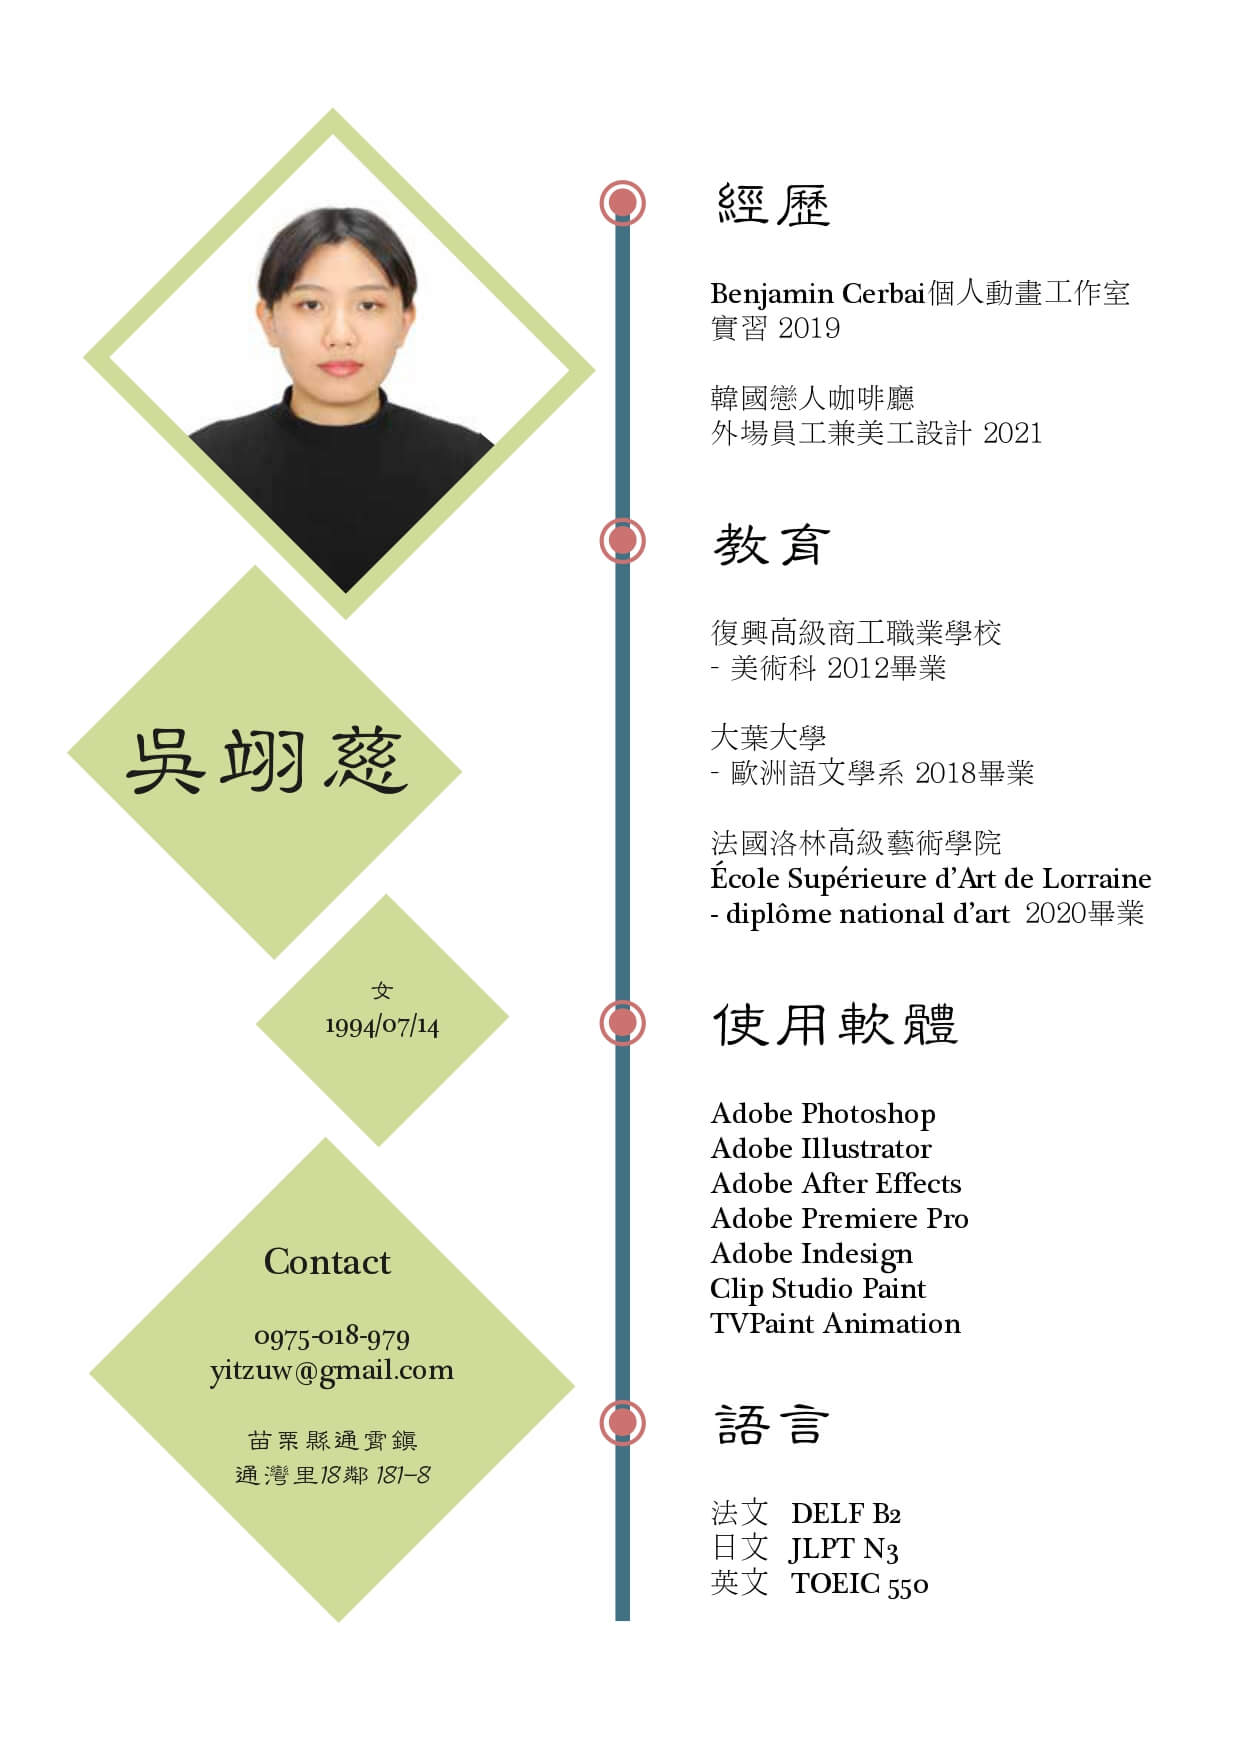 吳翊慈
女
1994/07/14
Contact
0975-018-979
yitzuw@gmail.com
苗栗縣通霄鎮
通灣里18鄰 181-8
經歷
Benjamin Cerbai個人動畫工作室
實習 2019
韓國戀人咖啡廳
外場員工兼美工設計 2021
教育
復興高級商工職業學校
- 美術科 2012畢業
大葉大學
- 歐洲語文學系 2018畢業
法國洛林高級藝術學院
École Supérieure d’Art de Lorraine
- diplôme national d’art 2020畢業
使用軟體
Adobe Photoshop
Adobe Illustrator
Adobe After Effects
Adobe Premiere Pro
Adobe Indesign
Clip Studio Paint
TVPaint Animation
語言
法文 DELF B2
日文 JLPT N3
英文 TOEIC 550